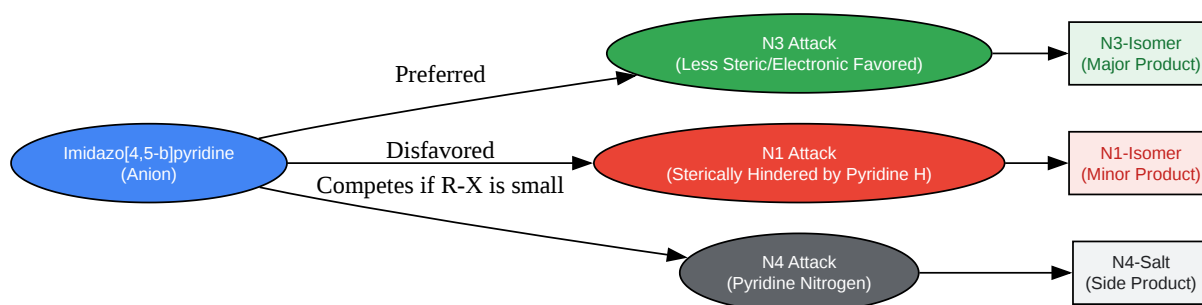 N3 Attack
(Less Steric/Electronic Favored)
N3-Isomer
(Major Product)
Preferred
Imidazo[4,5-b]pyridine
(Anion)
Disfavored
Competes if R-X is small
N1 Attack
(Sterically Hindered by Pyridine H)
N1-Isomer
(Minor Product)
N4 Attack
(Pyridine Nitrogen)
N4-Salt
(Side Product)